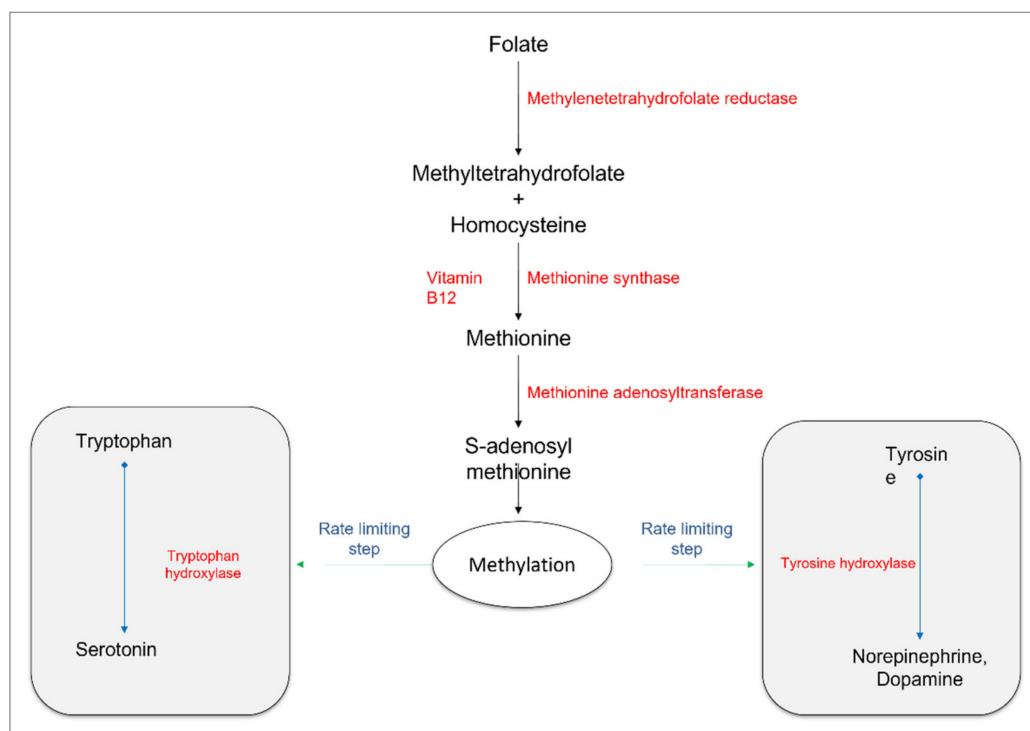 Folate
Methylenetetrahydrofolate reductase
Methyltetrahydrofolate
+
Homocysteine
Vitamin
B12
Methionine synthase
Methionine
Methionine adenosyltransferase
S-adenosyl
methionine
Tryptophan
Tryptophan
hydroxylase
Serotonin
Rate limiting
step
Methylation
Rate limiting
step
Tyrosin
e
Tyrosine hydroxylase
Norepinephrine,
Dopamine